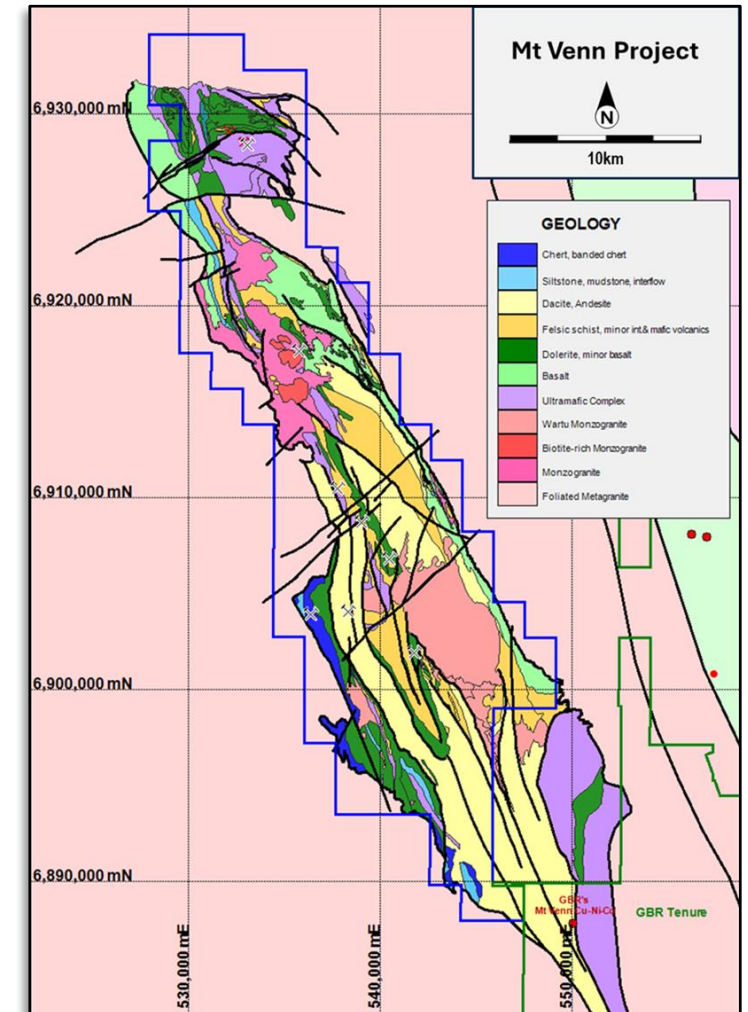 Mt Venn Project
N
10km
GEOLOGY
Chert, banded chert
Siltstone, mudstone, interflow
Dacite, Andesite
Felsic schist, minor int & mafic volcanics
Dolerite, minor basalt
Basalt
Ultramafic Complex
Wartu Monzogranite
Biotite-rich Monzogranite
Monzogranite
Foliated Metagranite
6,930,000 mN
6,920,000 mN
6,910,000 mN
6,900,000 mN
6,890,000 mN
GBR's
Mt Venn Cu-Ni-Co
GBR Tenure
530,000 mE
540,000 mE
550,000 mE